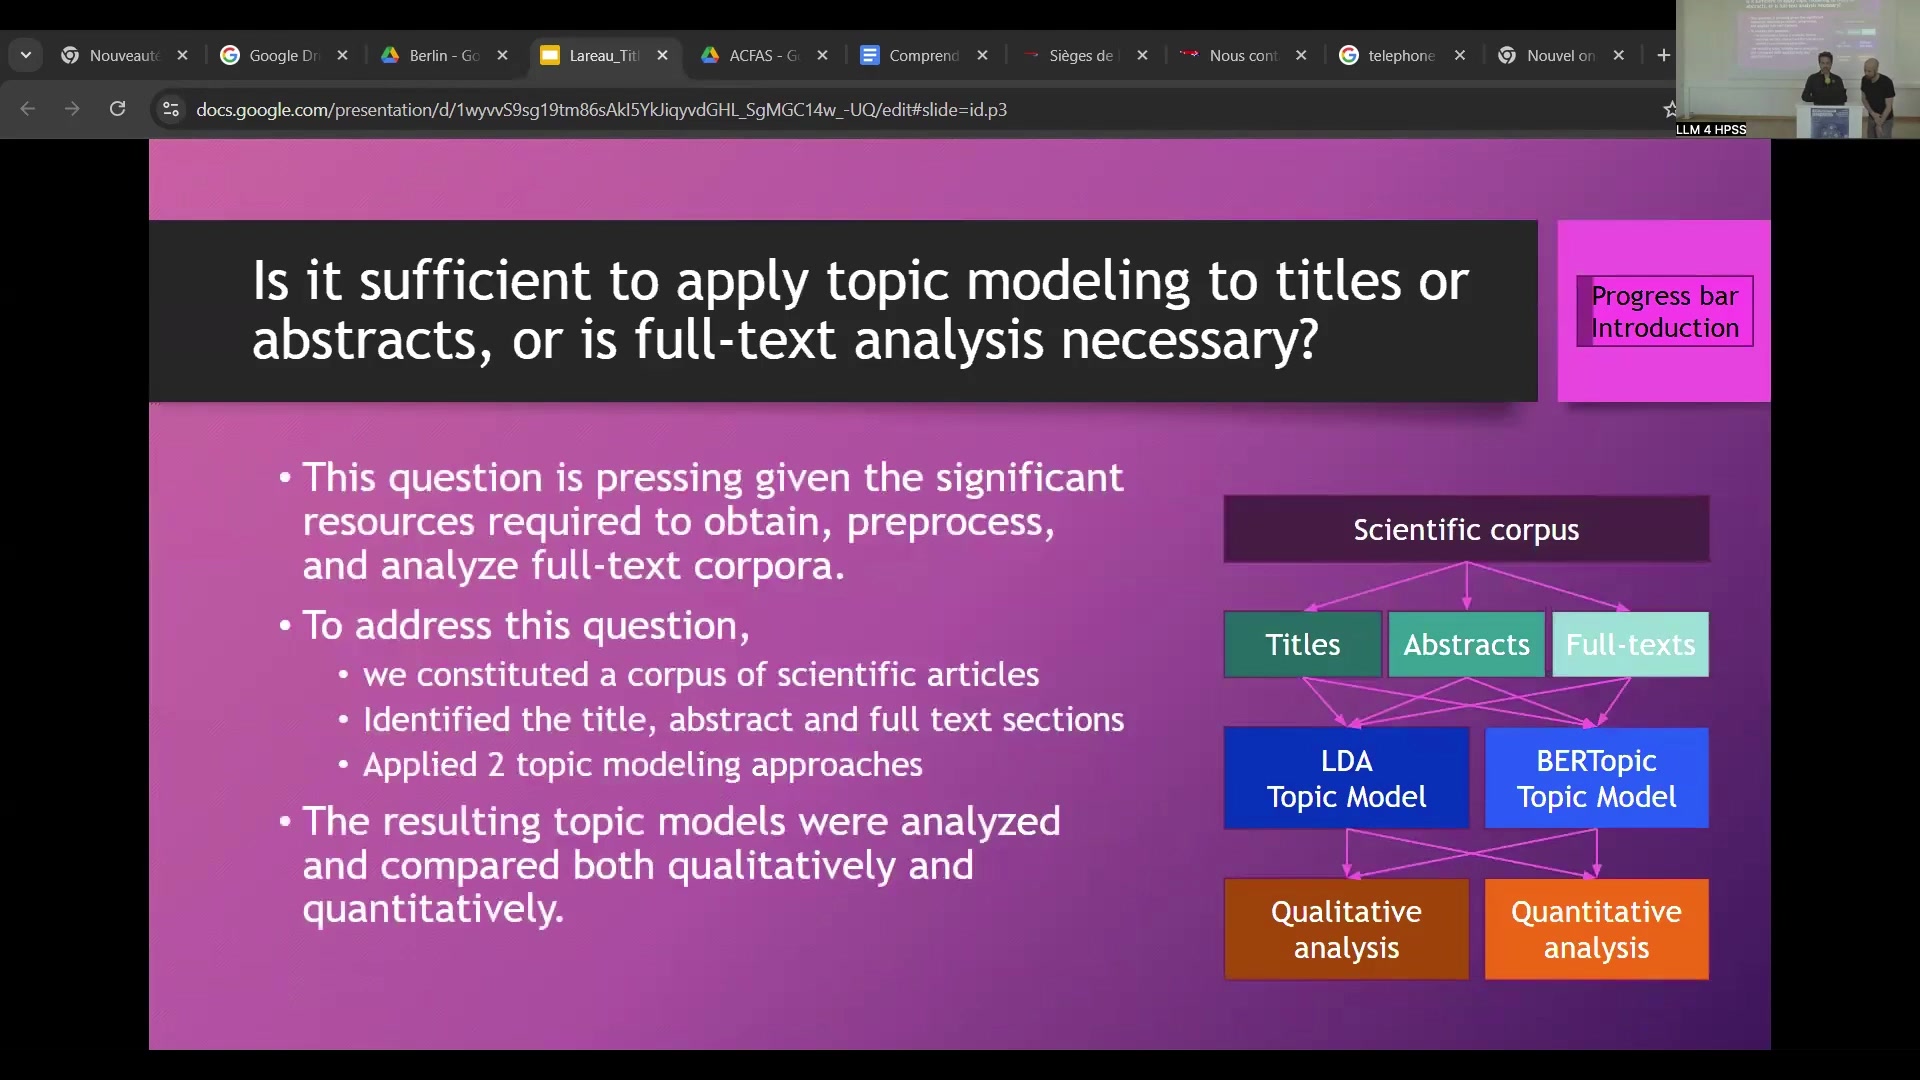 Nouveauté
Google Dri
Berlin - Go
Lareau_Titl
ACFAS - G
Comprend
Sièges de
Nous cont
telephone
Nouvel on
docs.google.com/presentation/d/1wyvvS9sg19tm86sAkI5YkJiqyvdGHL_SgMGC14w_-UQ/edit#slide=id.p3
LLM 4 HPSS
Is it sufficient to apply topic modeling to titles or
abstracts, or is full-text analysis necessary?
Progress bar
Introduction
• This question is pressing given the significant
resources required to obtain, preprocess,
and analyze full-text corpora.
• To address this question,
• we constituted a corpus of scientific articles
• Identified the title, abstract and full text sections
• Applied 2 topic modeling approaches
• The resulting topic models were analyzed
and compared both qualitatively and
quantitatively.
Scientific corpus
Titles
Abstracts
Full-texts
LDA
Topic Model
BERTopic
Topic Model
Qualitative
analysis
Quantitative
analysis